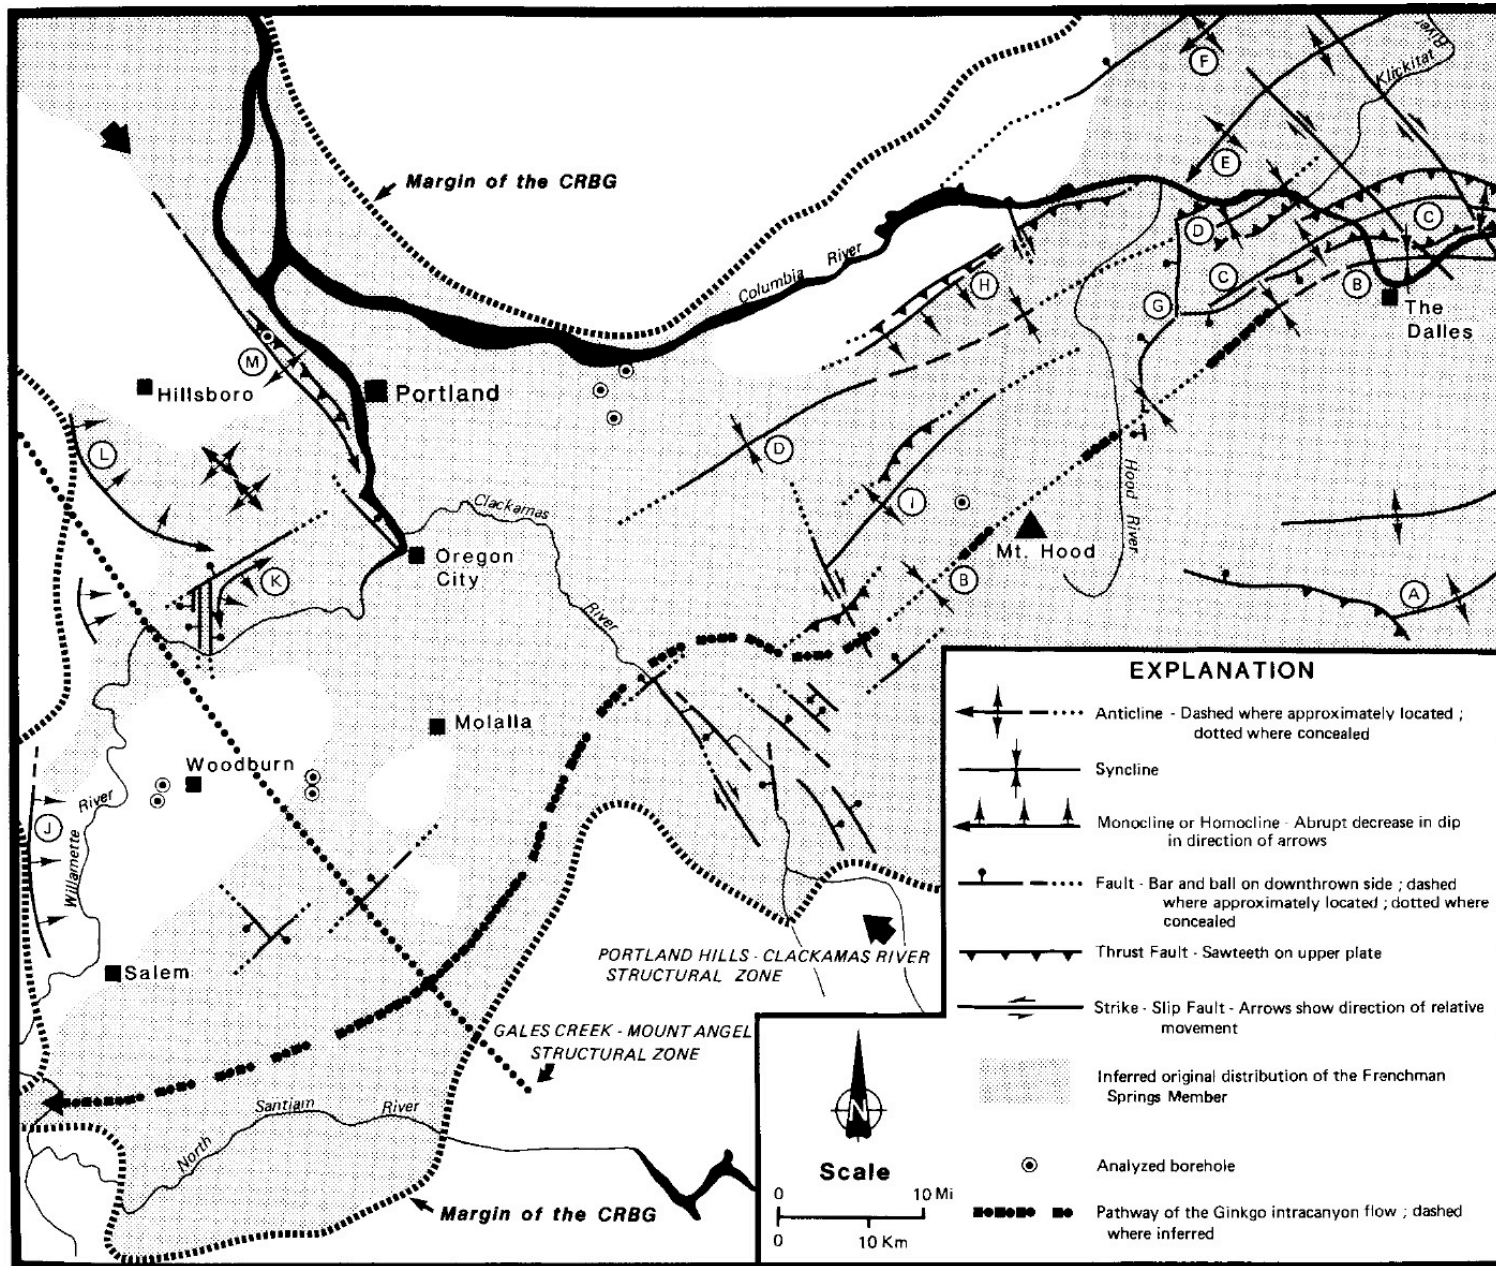 F
River
Klickitat
E
Margin of the CRBG
D
C
C
G
B
The
Dalles
Columbia
River
H
M
Hillsboro
Portland
L
D
I
Clackamas
Hood
River
Mt. Hood
Oregon
City
K
B
A
River
Molalla
Woodburn
River
J
Willamette
Salem
PORTLAND HILLS - CLACKAMAS RIVER
STRUCTURAL ZONE
GALES CREEK - MOUNT ANGEL
STRUCTURAL ZONE
Santiam
River
North
Margin of the CRBG
N
Scale
0
10 Mi
0
10 Km
EXPLANATION
Anticline - Dashed where approximately located ;
dotted where concealed
Syncline
Monocline or Homocline - Abrupt decrease in dip
in direction of arrows
Fault - Bar and ball on downthrown side ; dashed
where approximately located ; dotted where
concealed
Thrust Fault - Sawteeth on upper plate
Strike - Slip Fault - Arrows show direction of relative
movement
Inferred original distribution of the Frenchman
Springs Member
Analyzed borehole
Pathway of the Ginkgo intracanyon flow ; dashed
where inferred